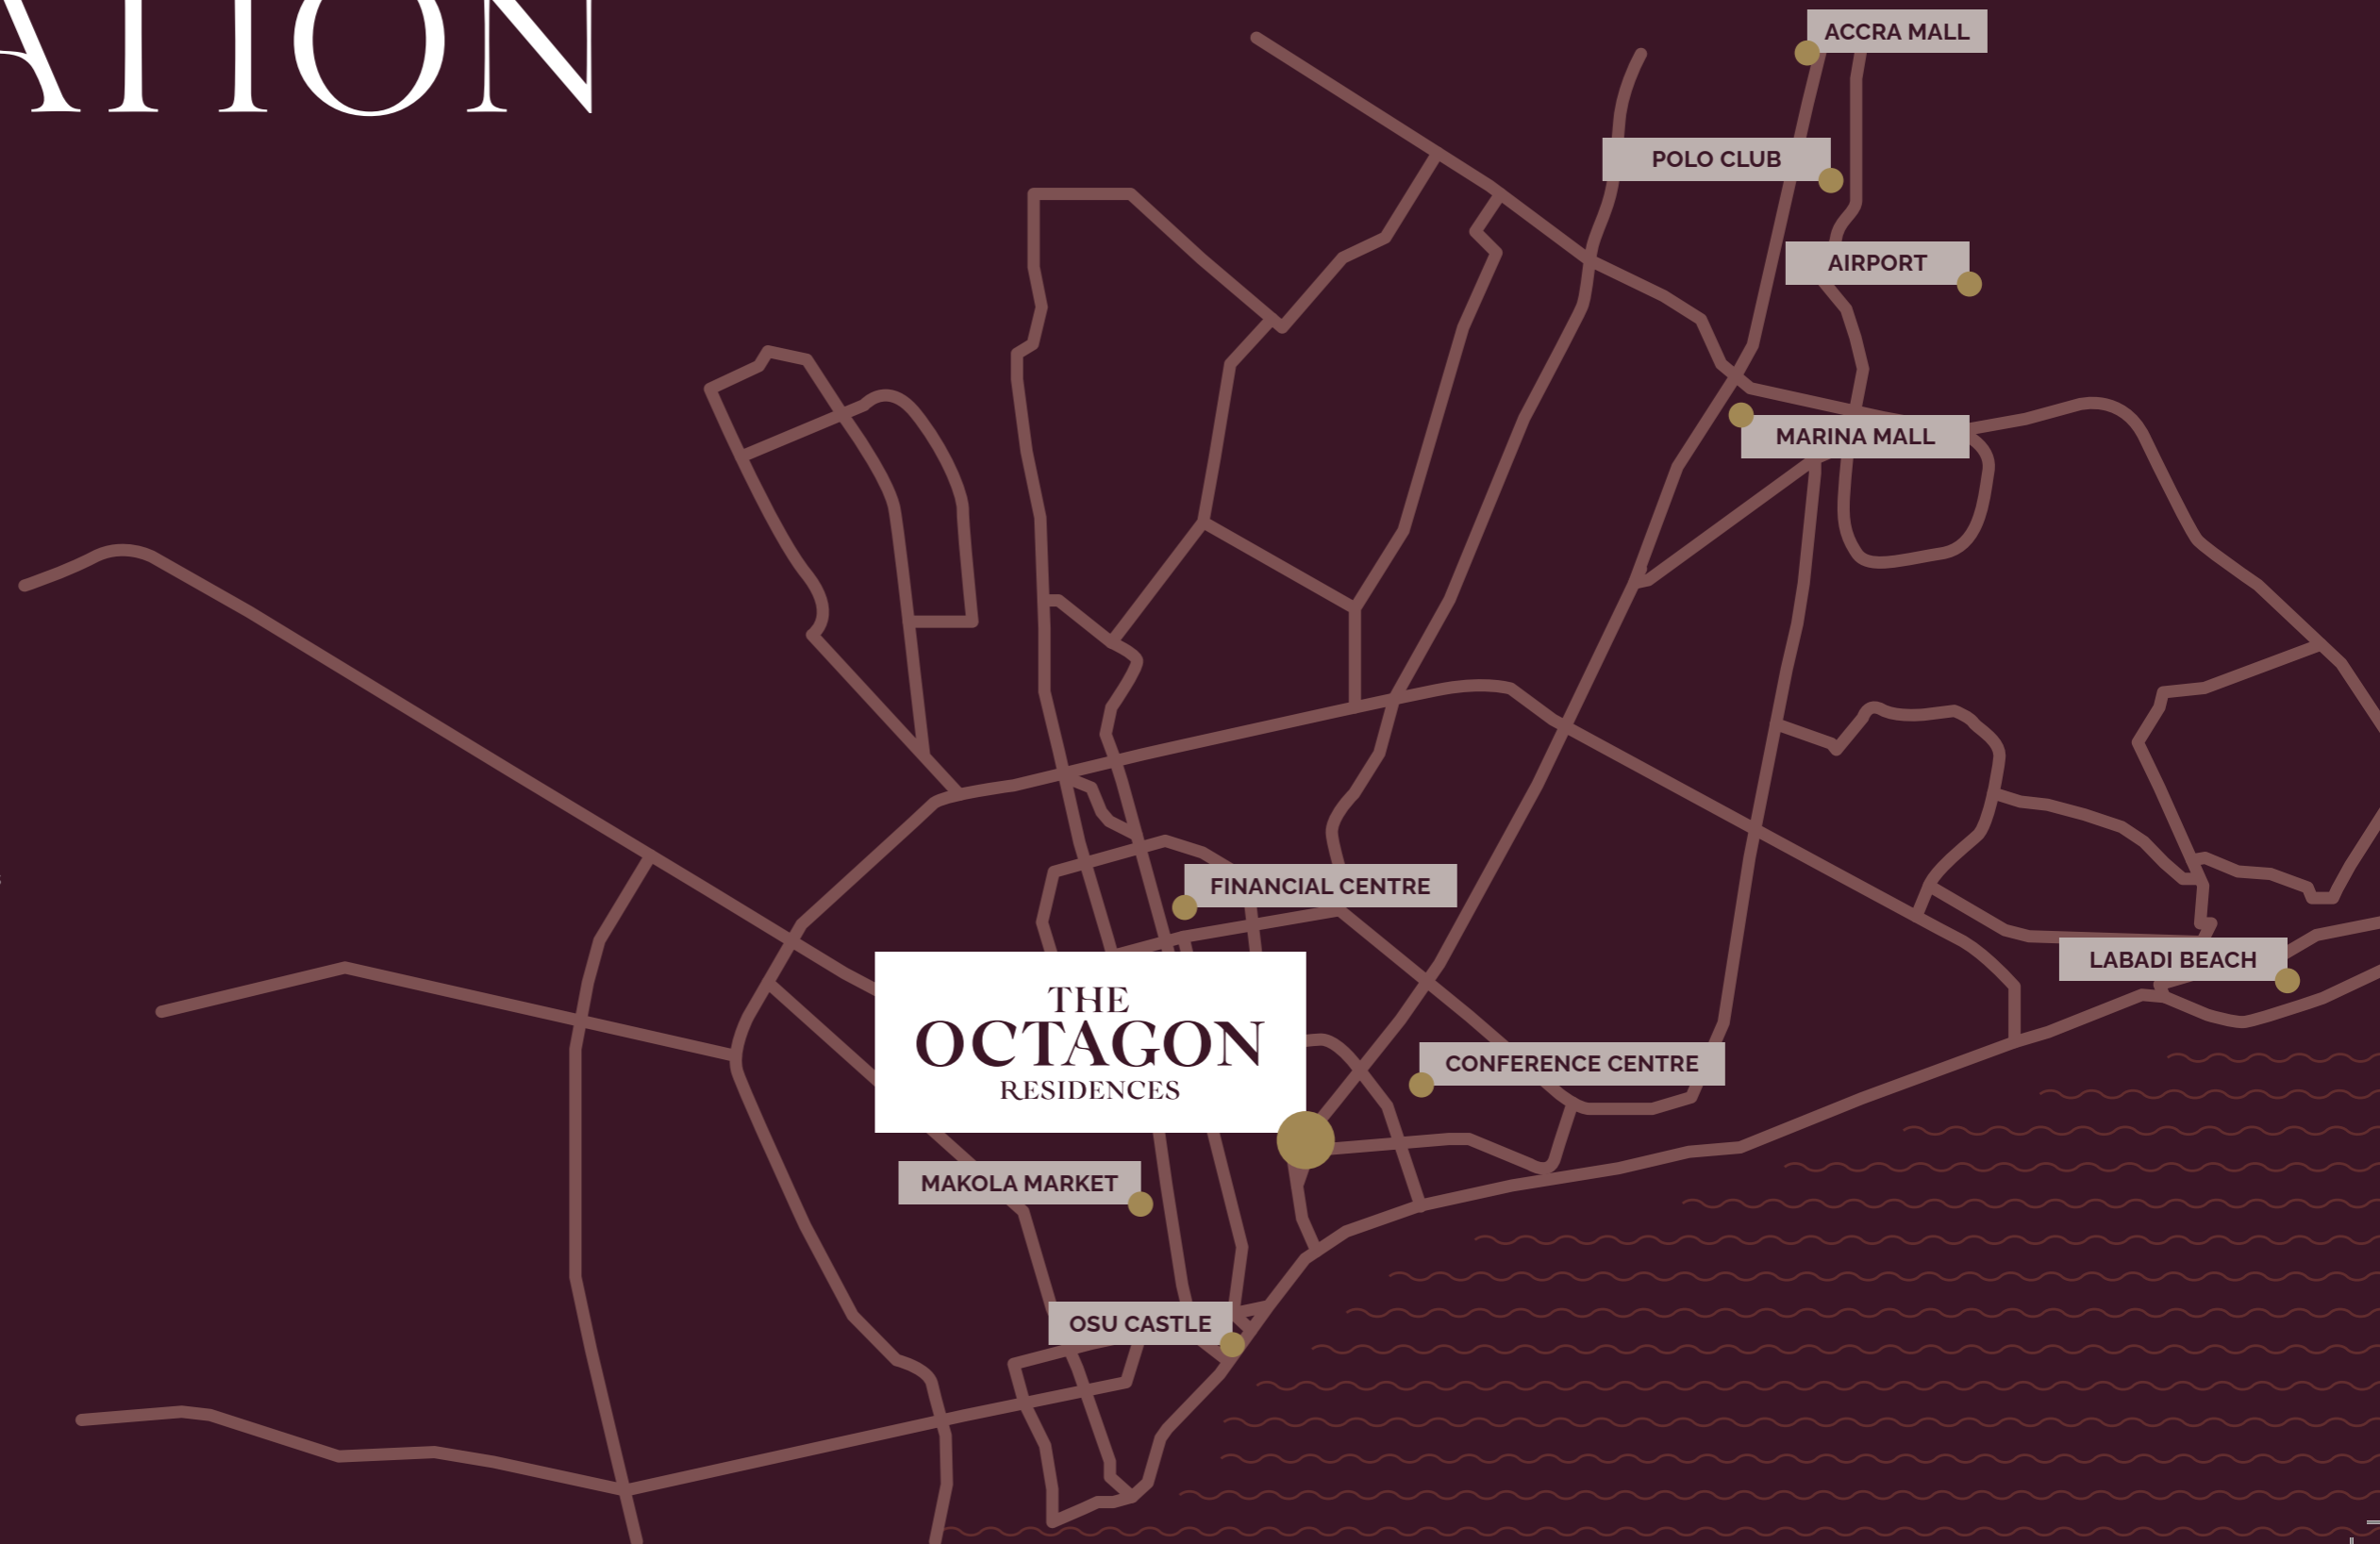 ATION
ACCRA MALL
POLO CLUB
AIRPORT
MARINA MALL
FINANCIAL CENTRE
LABADI BEACH
THE
OCTAGON
RESIDENCES
CONFERENCE CENTRE
MAKOLA MARKET
OSU CASTLE